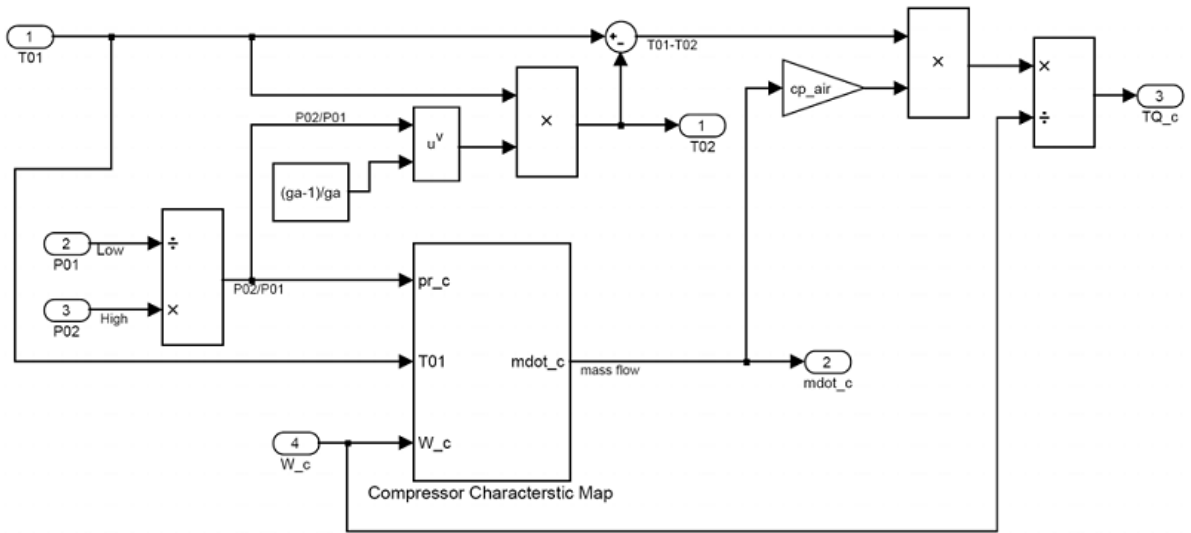 1
T01
+
-
T01-T02
×
cp_air
×
÷
3
TQ_c
P02/P01
u^v
×
1
T02
(ga-1)/ga
2
P01
Low
÷
3
P02
High
×
P02/P01
pr_c
T01
mdot_c
W_c
mass flow
2
mdot_c
4
W_c
Compressor Characterstic Map